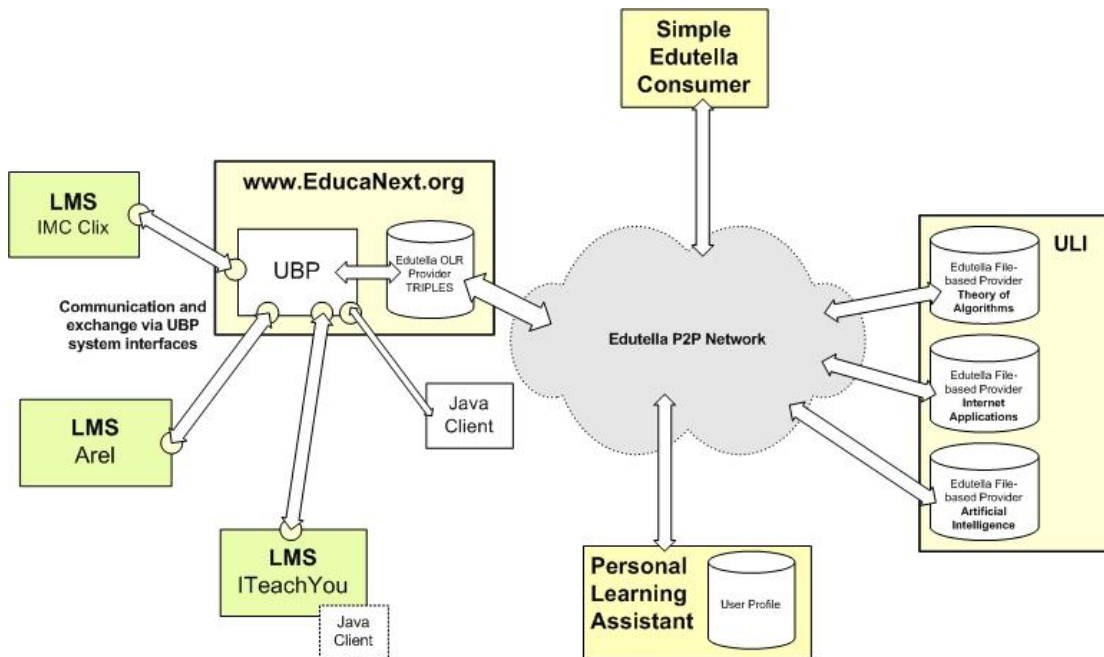 Simple
Edutella
Consumer
www.EducaNext.org
LMS
IMC Clix
UBP
Edutella OLR
Provider
TRIPLES
Communication and
exchange via UBP
system interfaces
LMS
Arel
Java
Client
LMS
ITeachYou
Java
Client
Edutella P2P Network
ULI
Edutella File-
based Provider
Theory of
Algorithms
Edutella File-
based Provider
Internet
Applications
Edutella File-
based Provider
Artificial
Intelligence
Personal
Learning
Assistant
User Profile